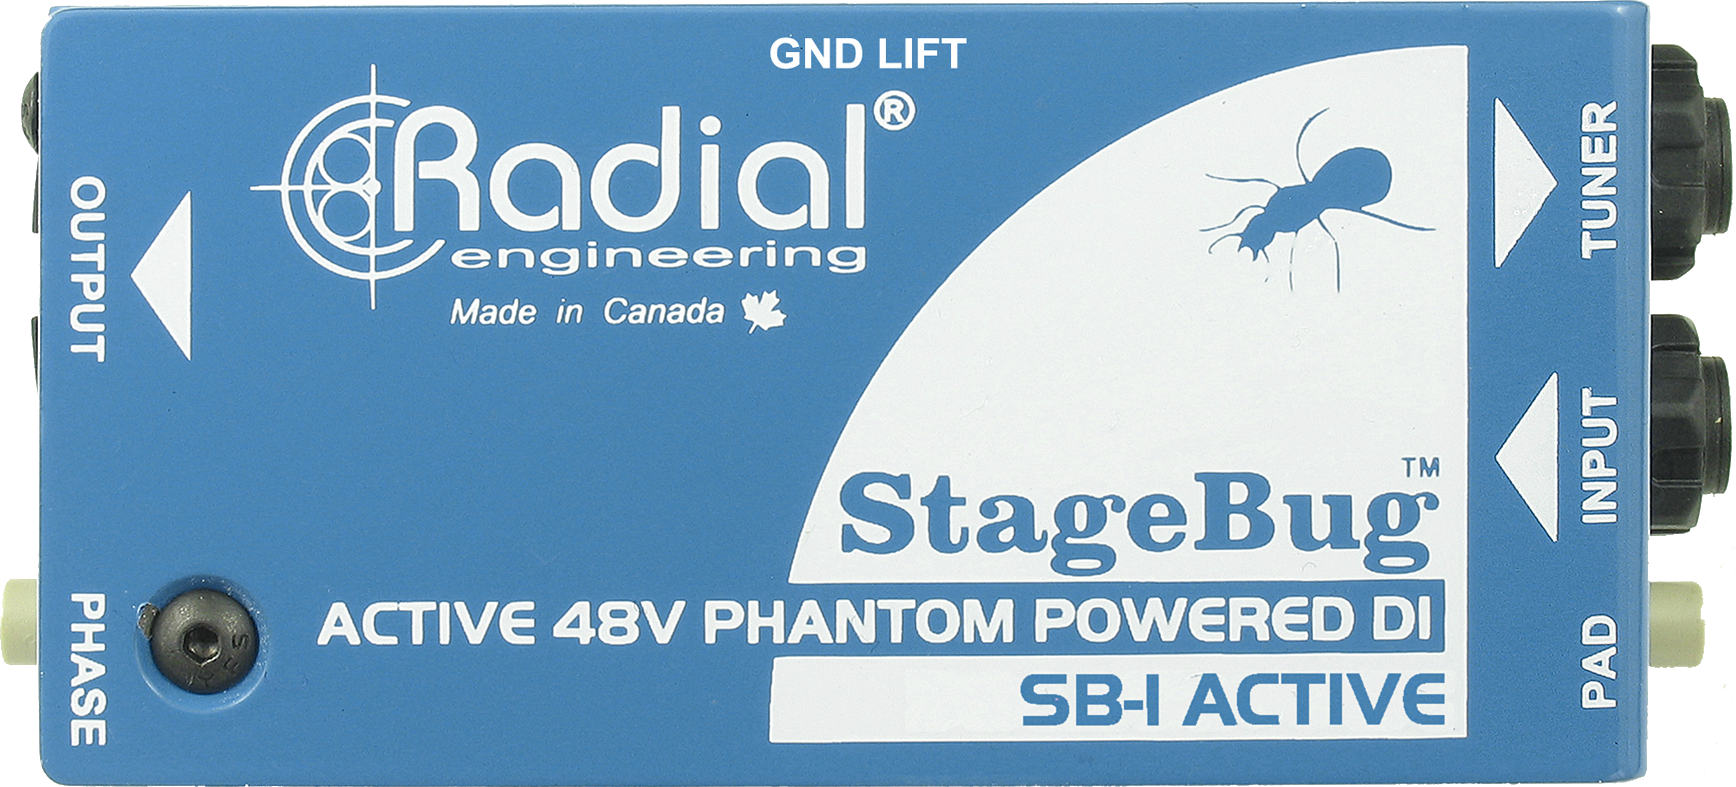 GND LIFT
Radial®
engineering
Made in Canada
OUTPUT
PHASE
TUNER
INPUT
PAD
StageBug™
ACTIVE 48V PHANTOM POWERED DI
SB-1 ACTIVE